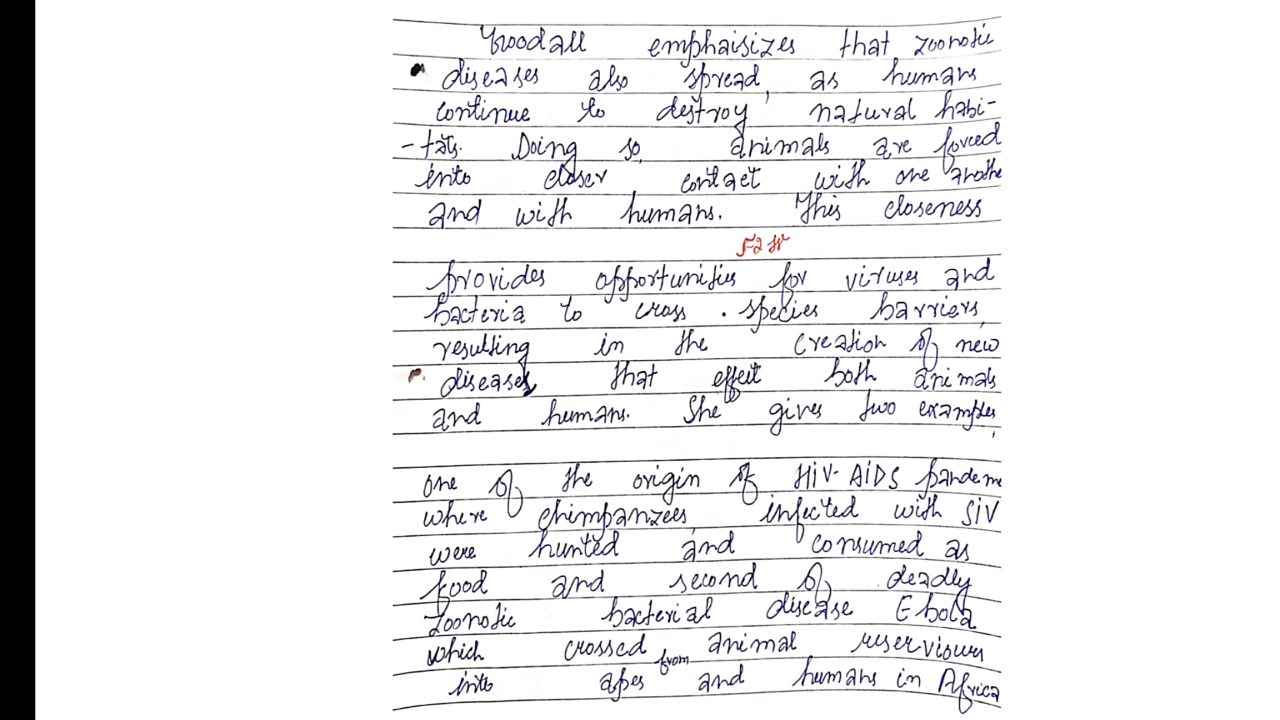 Goodall emphaisizes that zoonotic
diseases also spread, as humans
continue to destroy natural habi-
-tats. Doing so, animals are forced
into closer contact with one anothe
and with humans. This closeness
provides opportunities for viruses and
bacteria to cross species barriers,
resulting in the creation of new
diseases that effect both animals
and humans. She gives two examples,
one of the origin of HIV-AIDS pandem
where chimpanzees, infected with SIV
were hunted and consumed as
food and second of deadly
zoonotic bacterial disease Ebola
which crossed from animal reserviours
into apes and humans in Africa